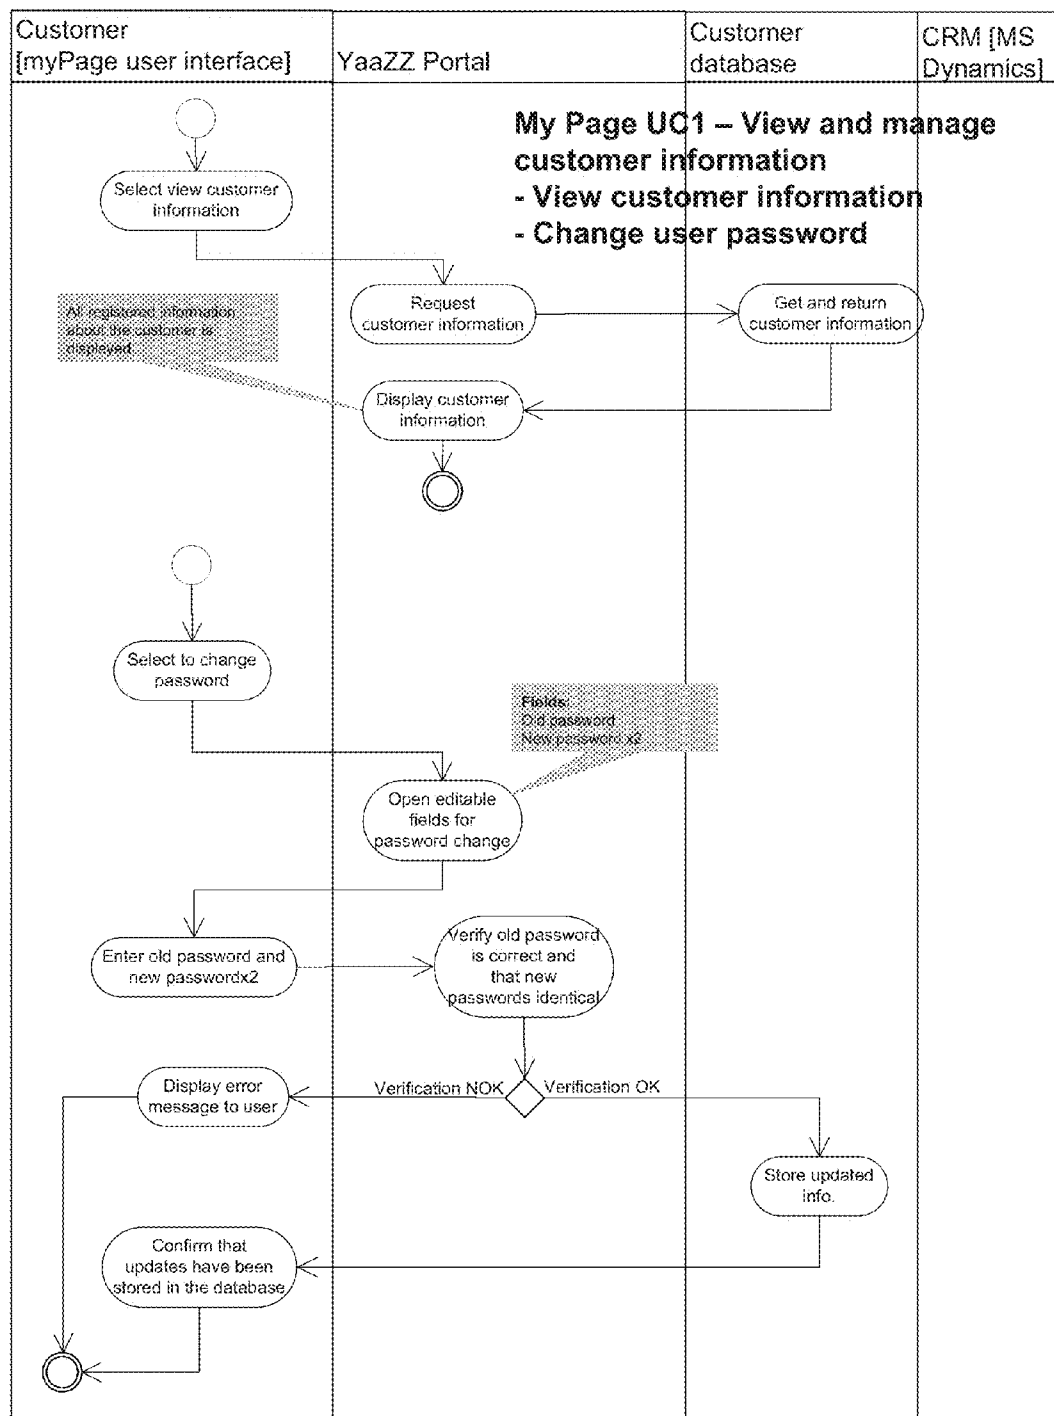 Customer
[myPage user interface]
YaaZZ Portal
Customer
database
CRM [MS
Dynamics]
My Page UC1 – View and manage
customer information
- View customer information
- Change user password
Select view customer
information
Request
customer information
Get and return
customer information
All registered information
about the customer is
displayed
Display customer
information
Select to change
password
Fields:
Old password
New password x2
Open editable
fields for
password change
Enter old password and
new passwordx2
Verify old password
is correct and
that new
passwords identical
Display error
message to user
Verification NOK
Verification OK
Store updated
info.
Confirm that
updates have been
stored in the database